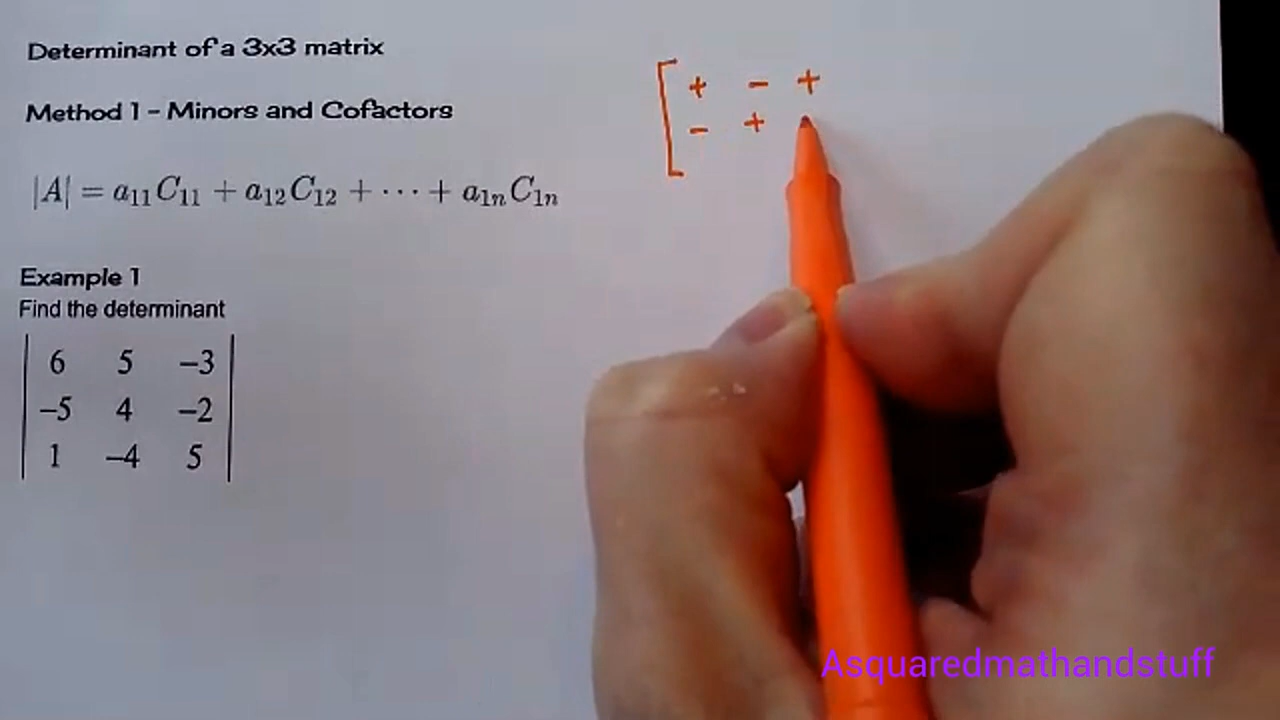 Determinant of a 3x3 matrix
Method 1 - Minors and Cofactors
|A| = a₁₁C₁₁ + a₁₂C₁₂ + ⋯ + a₁ₙC₁ₙ
Example 1
Find the determinant
6 5 –3
–5 4 –2
1 –4 5
+ - +
- +
Asquaredmathandstuff